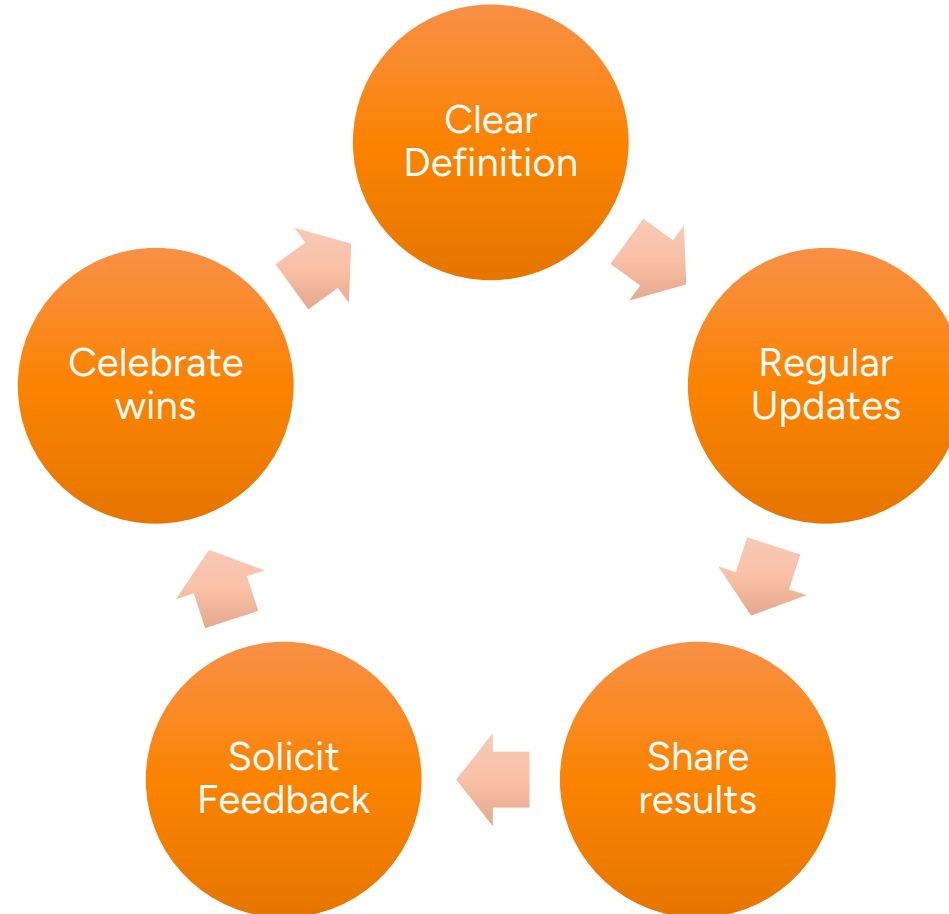 Clear
Definition
Regular
Updates
Share
results
Solicit
Feedback
Celebrate
wins